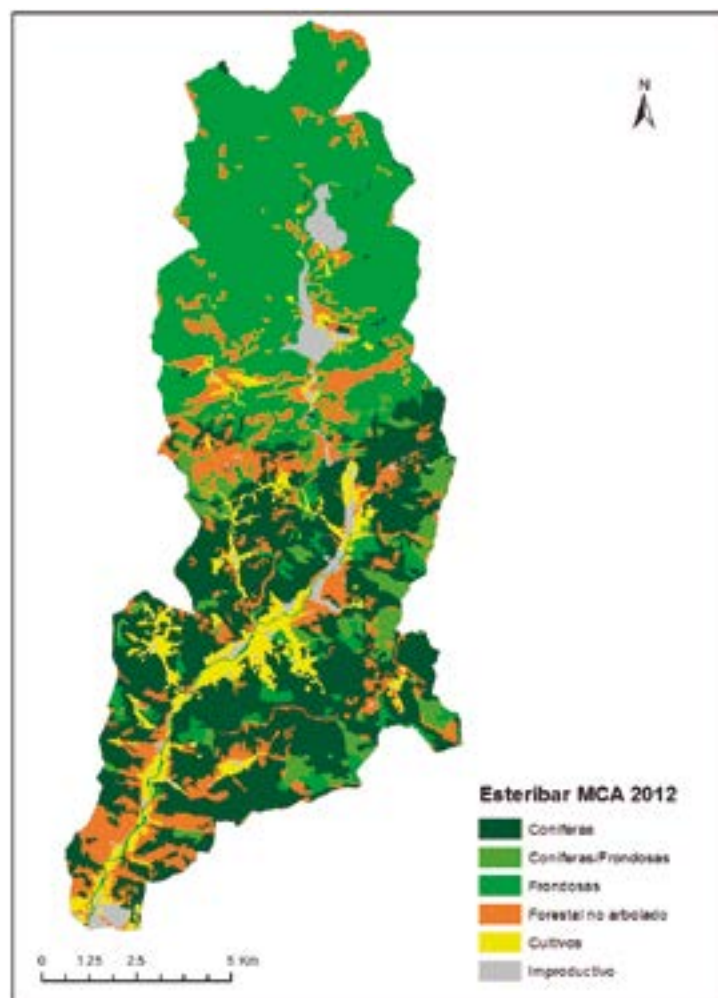 N
Esteribar MCA 2012
Coníferas
Coníferas/Frondosas
Frondosas
Forestal no arbolado
Cultivos
Improductivo
0 1.25 2.5 5 Km